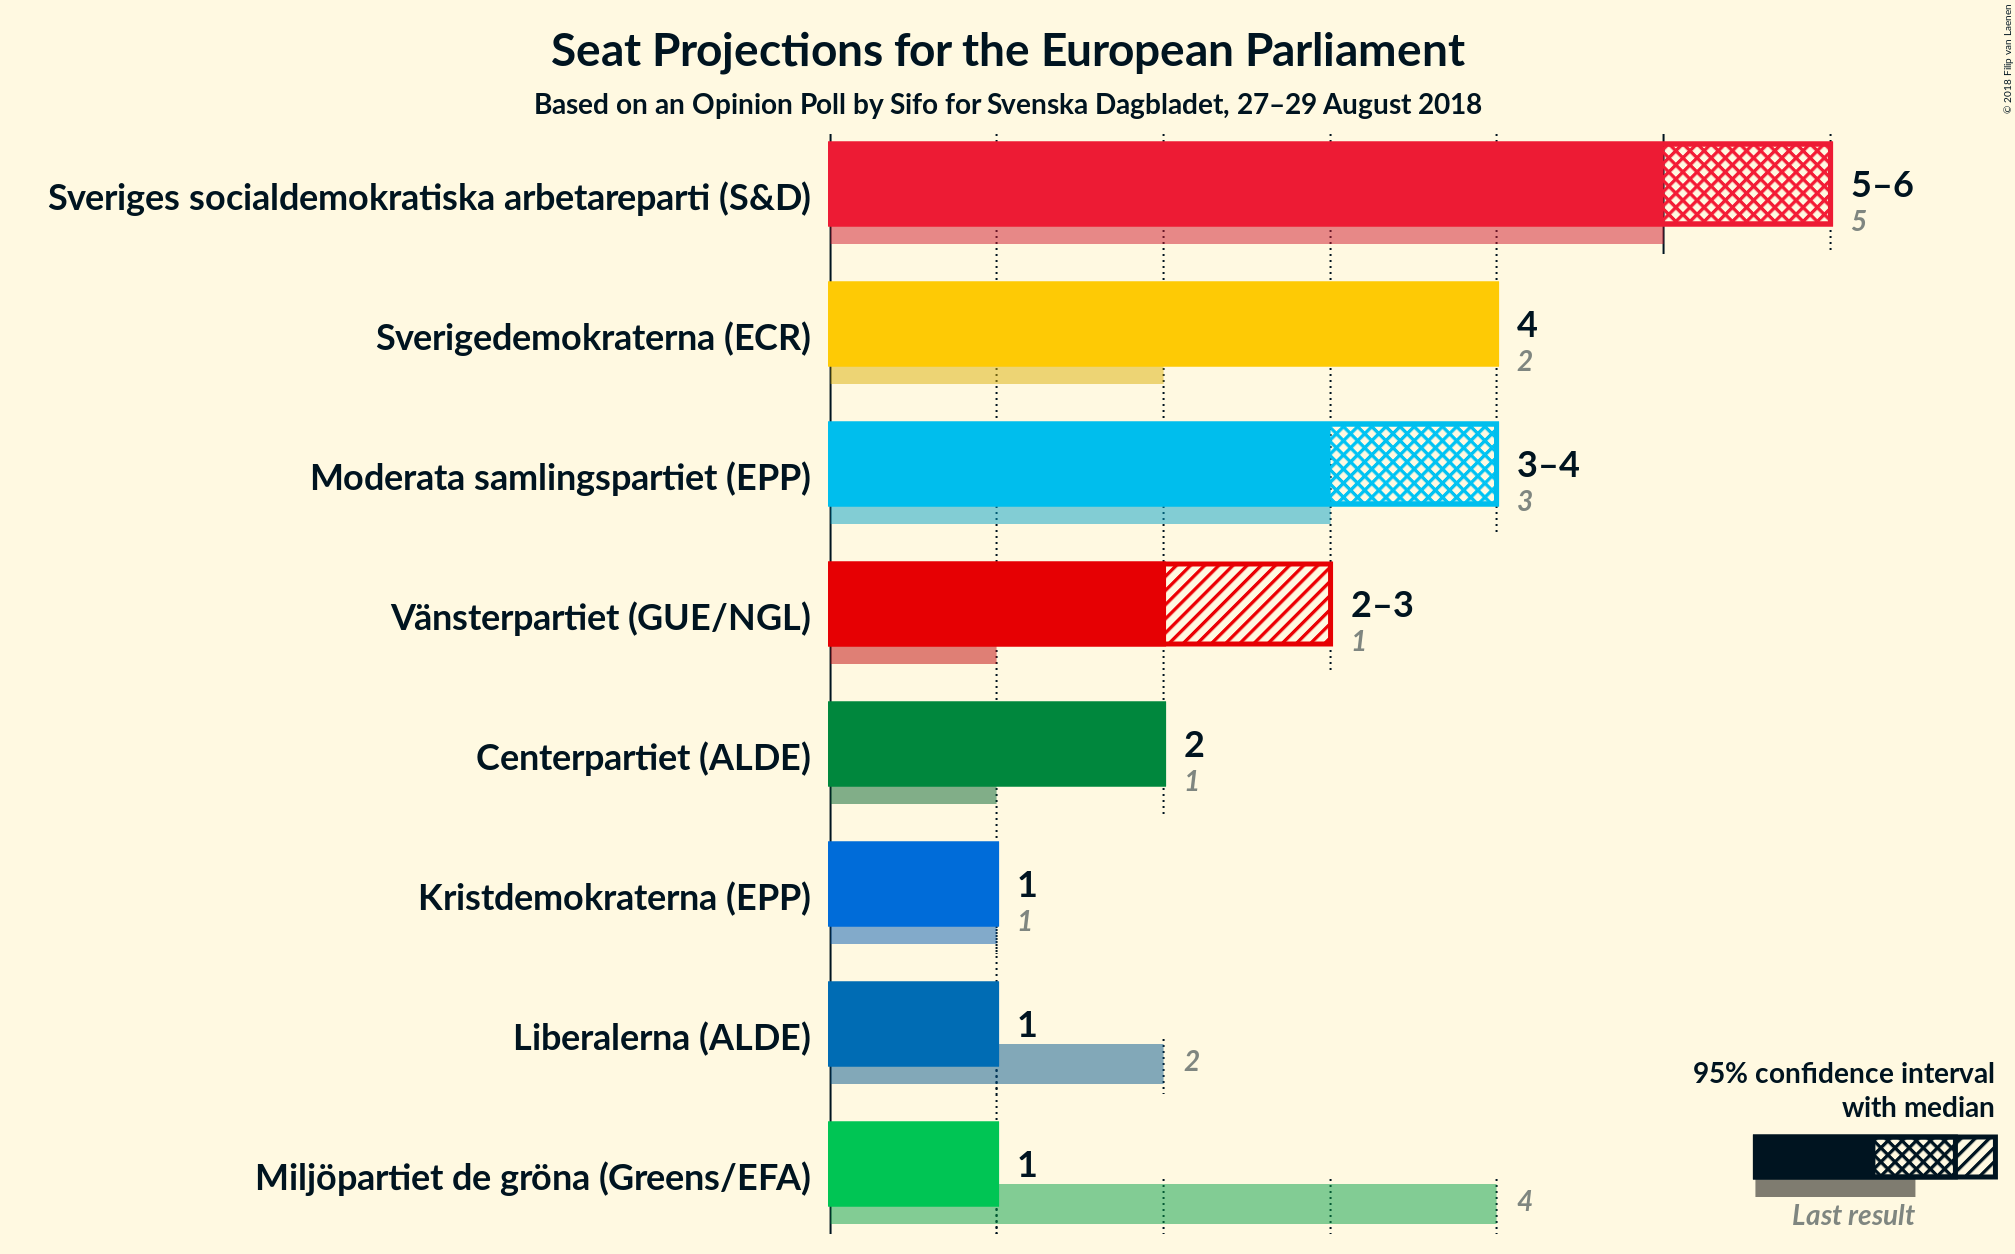 Seat Projections for the European Parliament
Based on an Opinion Poll by Sifo for Svenska Dagbladet, 27–29 August 2018
© 2018 Filip van Laenen
Sveriges socialdemokratiska arbetareparti (S&D)
5–6
5
Sverigedemokraterna (ECR)
4
2
Moderata samlingspartiet (EPP)
3–4
3
Vänsterpartiet (GUE/NGL)
2–3
1
Centerpartiet (ALDE)
2
1
Kristdemokraterna (EPP)
1
1
Liberalerna (ALDE)
1
2
Miljöpartiet de gröna (Greens/EFA)
1
4
95% confidence interval
with median
Last result